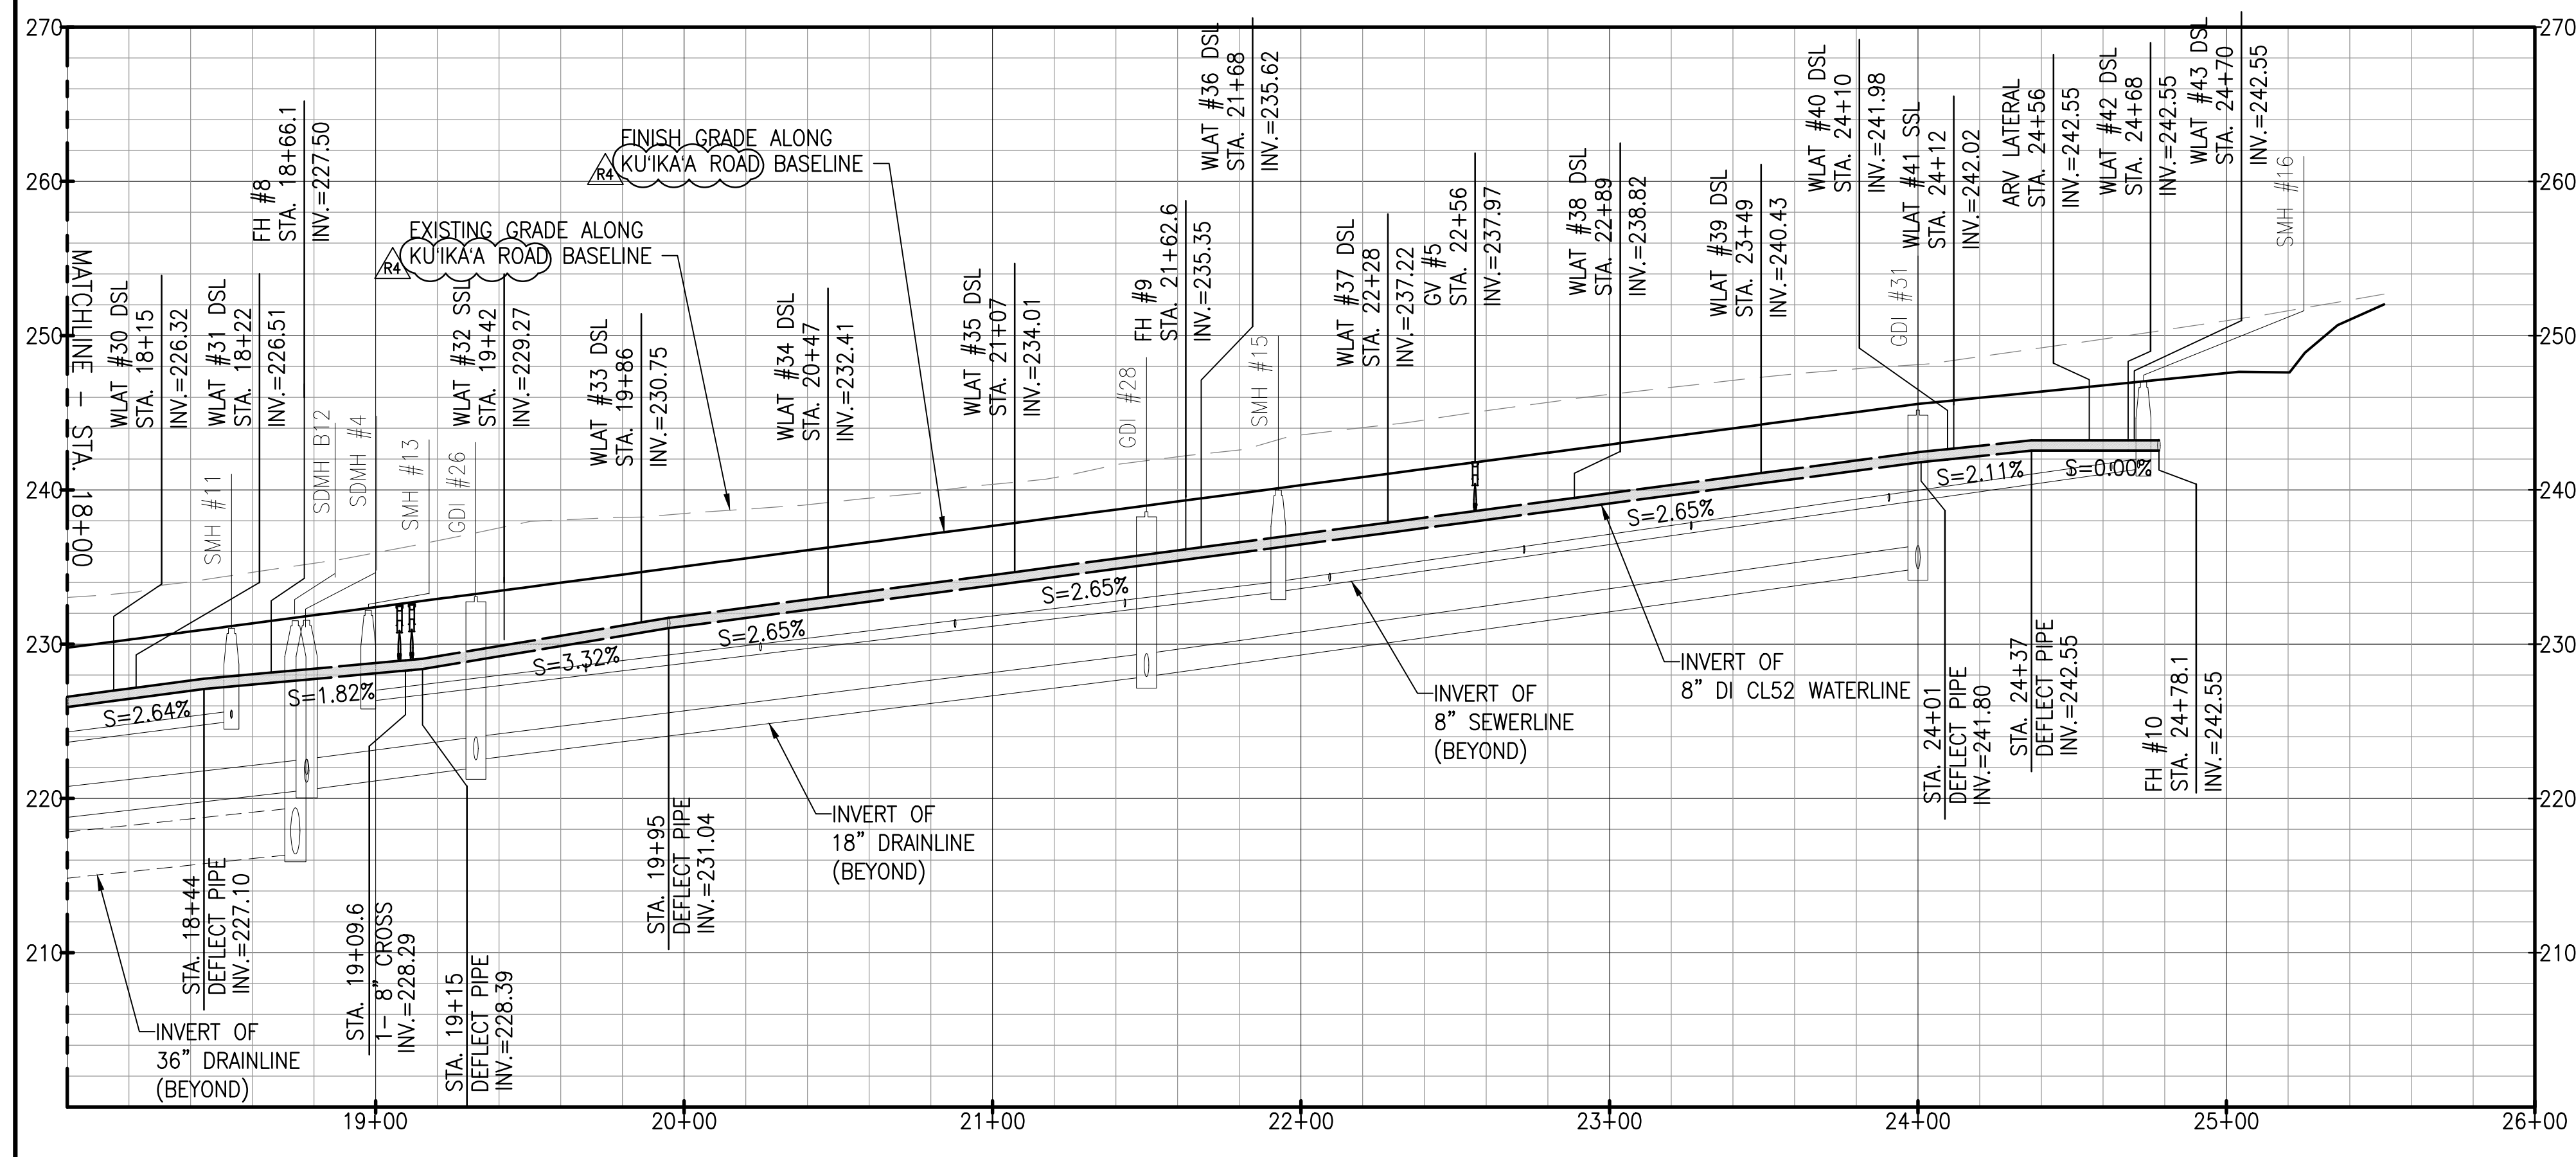 270
260
250
240
230
220
210
270
260
250
240
230
220
210
19+00
20+00
21+00
22+00
23+00
24+00
25+00
26+00
MATCHLINE – STA. 18+00
WLAT #30 DSL
STA. 18+15
INV.=226.32
WLAT #31 DSL
STA. 18+22
INV.=226.51
FH #8
STA. 18+66.1
INV.=227.50
SMH #11
SDMH B12
SDMH #4
SMH #13
GDI #26
WLAT #32 SSL
STA. 19+42
INV.=229.27
R4
EXISTING GRADE ALONG
KU'IKA'A ROAD BASELINE
R4
FINISH GRADE ALONG
KU'IKA'A ROAD BASELINE
WLAT #33 DSL
STA. 19+86
INV.=230.75
WLAT #34 DSL
STA. 20+47
INV.=232.41
WLAT #35 DSL
STA. 21+07
INV.=234.01
GDI #28
FH #9
STA. 21+62.6
INV.=235.35
WLAT #36 DSL
STA. 21+68
INV.=235.62
SMH #15
WLAT #37 DSL
STA. 22+28
INV.=237.22
GV #5
STA. 22+56
INV.=237.97
WLAT #38 DSL
STA. 22+89
INV.=238.82
WLAT #39 DSL
STA. 23+49
INV.=240.43
WLAT #40 DSL
STA. 24+10
INV.=241.98
GDI #31
WLAT #41 SSL
STA. 24+12
INV.=242.02
ARV LATERAL
STA. 24+56
INV.=242.55
WLAT #42 DSL
STA. 24+68
INV.=242.55
WLAT #43 DSL
STA. 24+70
INV.=242.55
SMH #16
S=2.64%
S=1.82%
S=3.32%
S=2.65%
S=2.65%
S=2.65%
S=2.11%
S=0.00%
STA. 18+44
DEFLECT PIPE
INV.=227.10
STA. 19+09.6
1– 8" CROSS
INV.=228.29
STA. 19+15
DEFLECT PIPE
INV.=228.39
STA. 19+95
DEFLECT PIPE
INV.=231.04
STA. 24+01
DEFLECT PIPE
INV.=241.80
STA. 24+37
DEFLECT PIPE
INV.=242.55
FH #10
STA. 24+78.1
INV.=242.55
INVERT OF
36" DRAINLINE
(BEYOND)
INVERT OF
18" DRAINLINE
(BEYOND)
INVERT OF
8" SEWERLINE
(BEYOND)
INVERT OF
8" DI CL52 WATERLINE